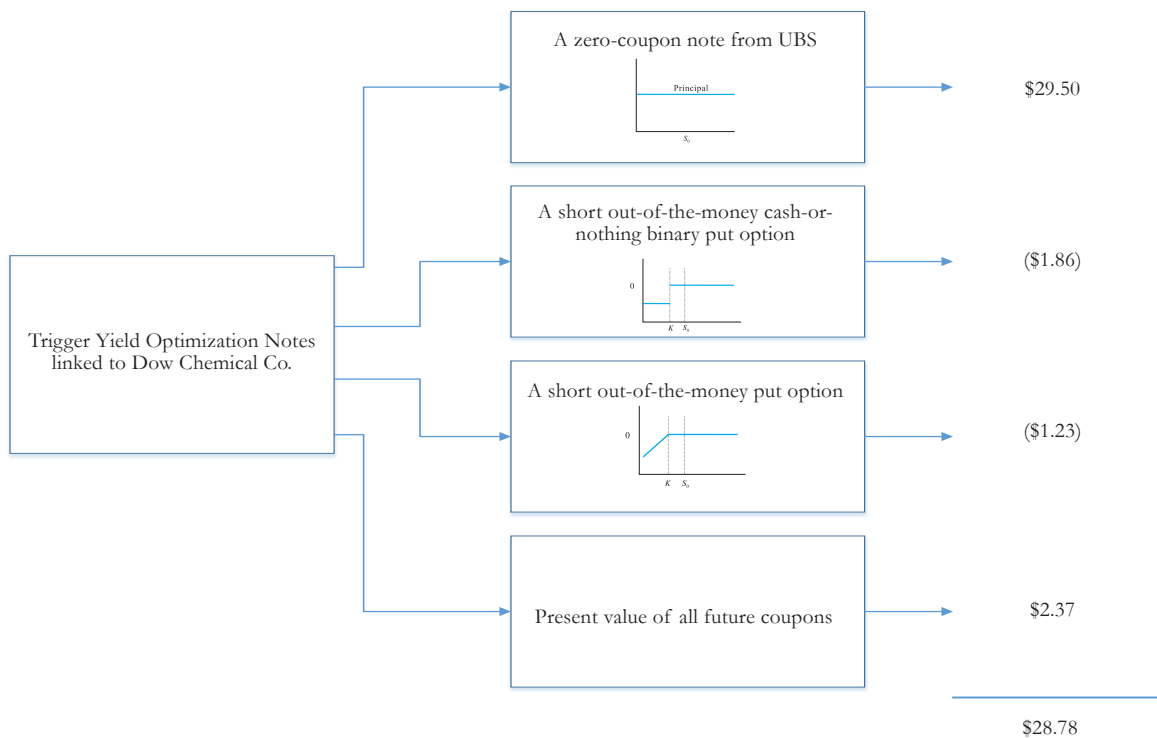 A zero-coupon note from UBS
Principal
S0
$29.50
A short out-of-the-money cash-or-
nothing binary put option
0
K S0
($1.86)
Trigger Yield Optimization Notes
linked to Dow Chemical Co.
A short out-of-the-money put option
0
K S0
($1.23)
Present value of all future coupons
$2.37
$28.78